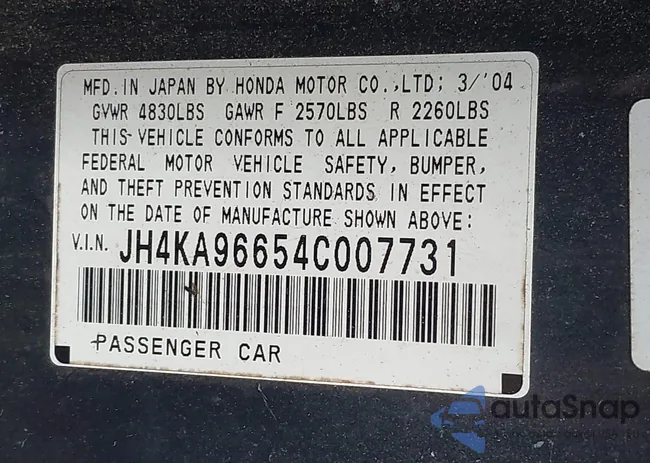 MFD. IN JAPAN BY HONDA MOTOR CO.,LTD; 3/'04
GVWR 4830LBS GAWR F 2570LBS R 2260LBS
THIS VEHICLE CONFORMS TO ALL APPLICABLE
FEDERAL MOTOR VEHICLE SAFETY, BUMPER,
AND THEFT PREVENTION STANDARDS IN EFFECT
ON THE DATE OF MANUFACTURE SHOWN ABOVE:
V.I.N. JH4KA96654C007731
PASSENGER CAR
autoSnap